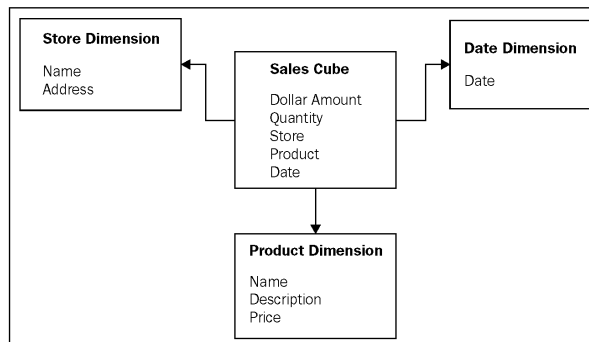 Store Dimension
Name
Address
Sales Cube
Dollar Amount
Quantity
Store
Product
Date
Date Dimension
Date
Product Dimension
Name
Description
Price